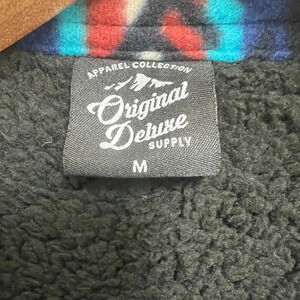 APPAREL COLLECTION
Original
Deluxe
SUPPLY
M